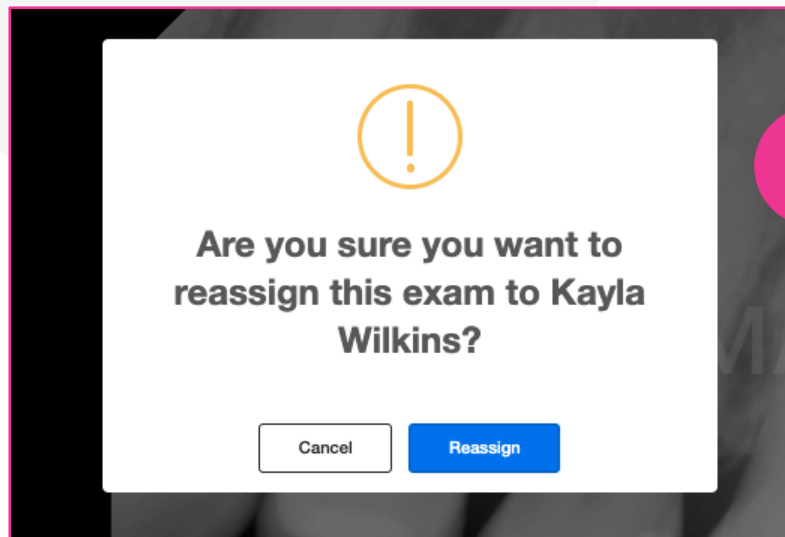 Are you sure you want to
reassign this exam to Kayla
Wilkins?
Cancel
Reassign